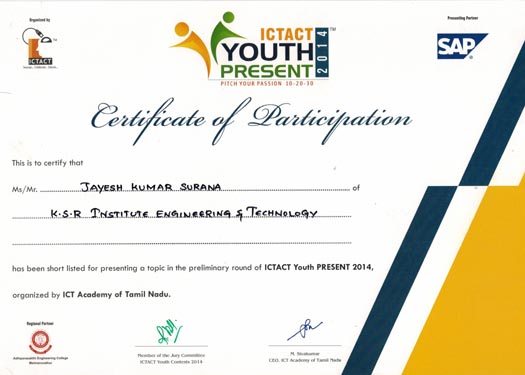 Organized by
ICTACT
ICTACT
YOUTH
PRESENT
2014
TM
PITCH YOUR PASSION 10-20-30
Presenting Partner
SAP
Certificate of Participation
This is to certify that
Ms/Mr. JAYESH KUMAR SURANA of
K.S.R INSTITUTE ENGINEERING & TECHNOLOGY
has been short listed for presenting a topic in the preliminary round of ICTACT Youth PRESENT 2014,
organized by ICT Academy of Tamil Nadu.
Regional Partner
Adhiparasakthi Engineering College
Melmaruvathur
Member of the Jury Committee
ICTACT Youth Contests 2014
M. Sivakumar
CEO, ICT Academy of Tamil Nadu